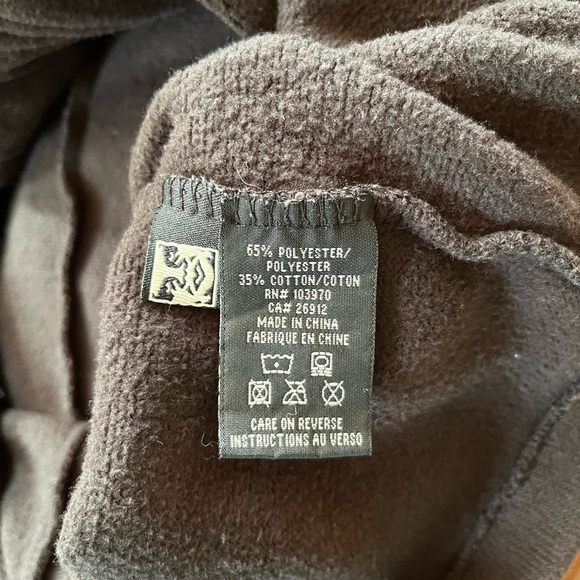 65% POLYESTER/
POLYESTER
35% COTTON/COTON
RN# 103970
CA# 26912
MADE IN CHINA
FABRIQUE EN CHINE
CARE ON REVERSE
INSTRUCTIONS AU VERSO